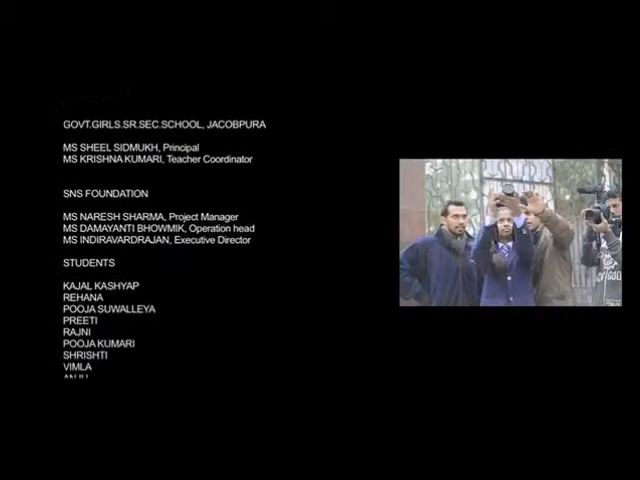 GOVT.GIRLS.SR.SEC.SCHOOL, JACOBPURA
MS SHEEL SIDMUKH, Principal
MS KRISHNA KUMARI, Teacher Coordinator
SNS FOUNDATION
MS NARESH SHARMA, Project Manager
MS DAMAYANTI BHOWMIK, Operation head
MS INDIRAVARDRAJAN, Executive Director
STUDENTS
KAJAL KASHYAP
REHANA
POOJA SUWALLEYA
PREETI
RAJNI
POOJA KUMARI
SHRISHTI
VIMLA